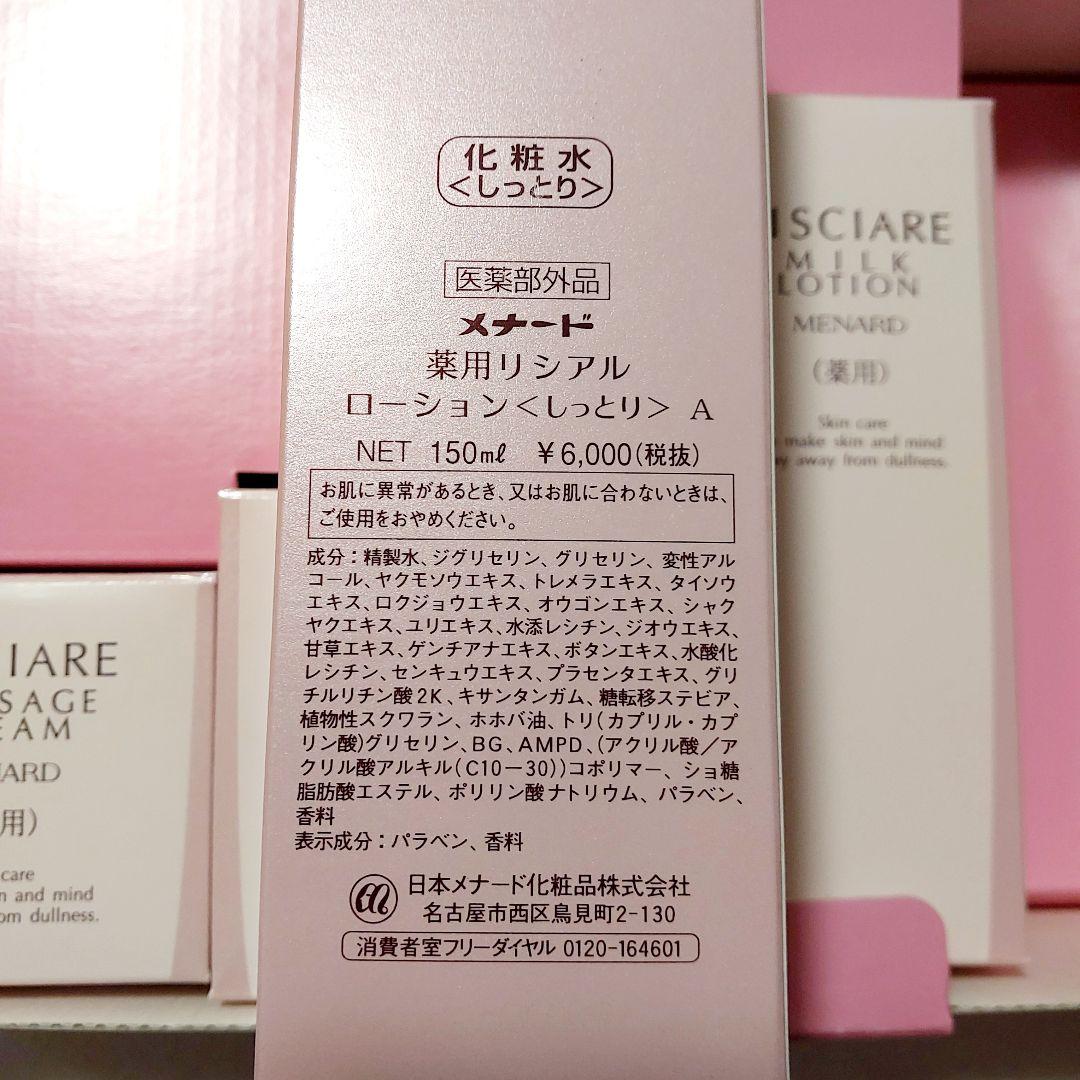 化粧水
<しっとり>
医薬部外品
メナード
薬用リシアル
ローション<しっとり> A
NET 150ml ¥6,000(税抜)
お肌に異常があるとき、又はお肌に合わないときは、
ご使用をおやめください。
成分:精製水、ジグリセリン、グリセリン、変性アル
コール、ヤクモソウエキス、トレメラエキス、タイソウ
エキス、ロクジョウエキス、オウゴンエキス、シャク
ヤクエキス、ユリエキス、水添レシチン、ジオウエキス、
甘草エキス、ゲンチアナエキス、ボタンエキス、水酸化
レシチン、センキュウエキス、プラセンタエキス、グリ
チルリチン酸2K、キサンタンガム、糖転移ステビア、
植物性スクワラン、ホホバ油、トリ(カプリル・カプ
リン酸)グリセリン、BG、AMPD、(アクリル酸/ア
クリル酸アルキル(C10-30))コポリマー、ショ糖
脂肪酸エステル、ポリリン酸ナトリウム、パラベン、
香料
表示成分:パラベン、香料
日本メナード化粧品株式会社
名古屋市西区鳥見町2-130
消費者室フリーダイヤル 0120-164601
SCIARE
MILK
LOTION
MENARD
(薬用)
Skin care
make skin and mind
away from dullness.
IARE
SAGE
EAM
ARD
用)
care
and mind
om dullness.